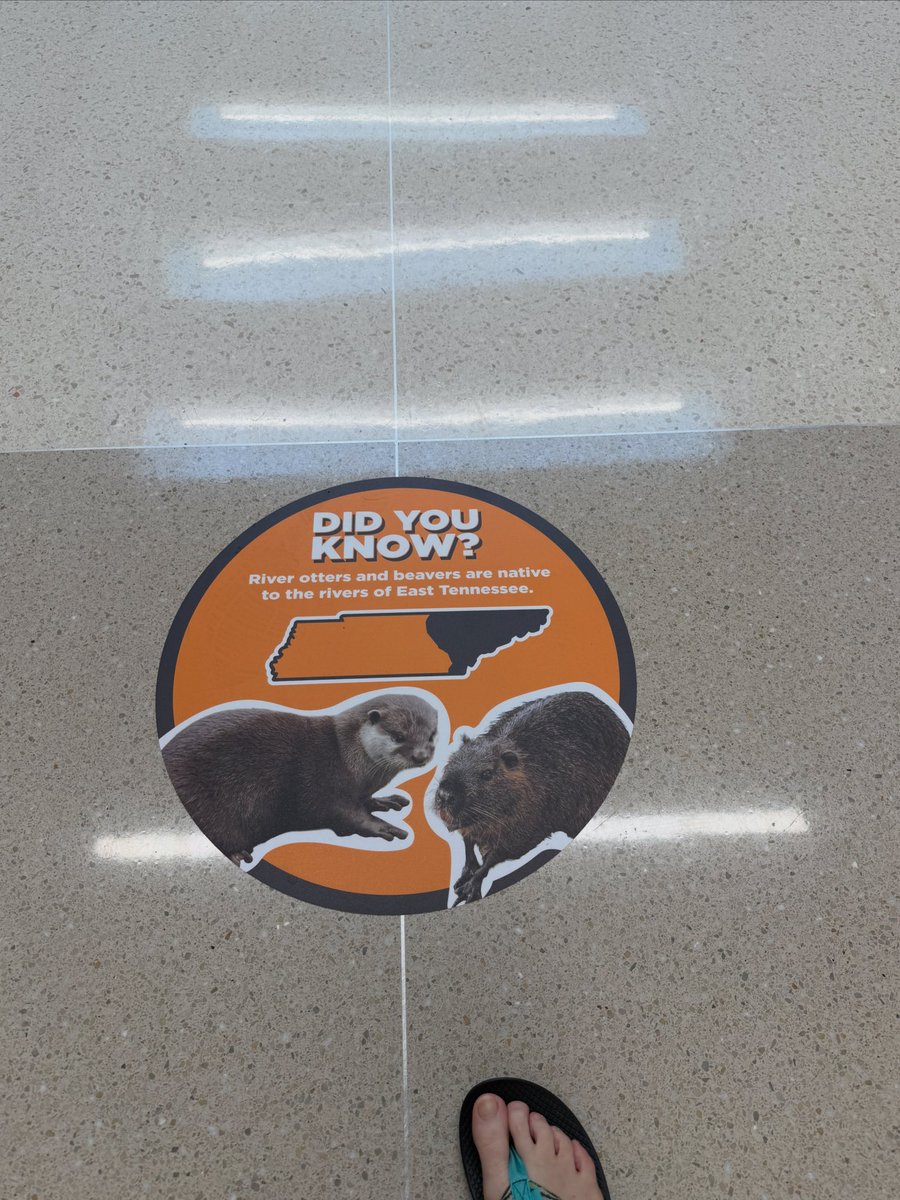 DID YOU
KNOW?
River otters and beavers are native
to the rivers of East Tennessee.